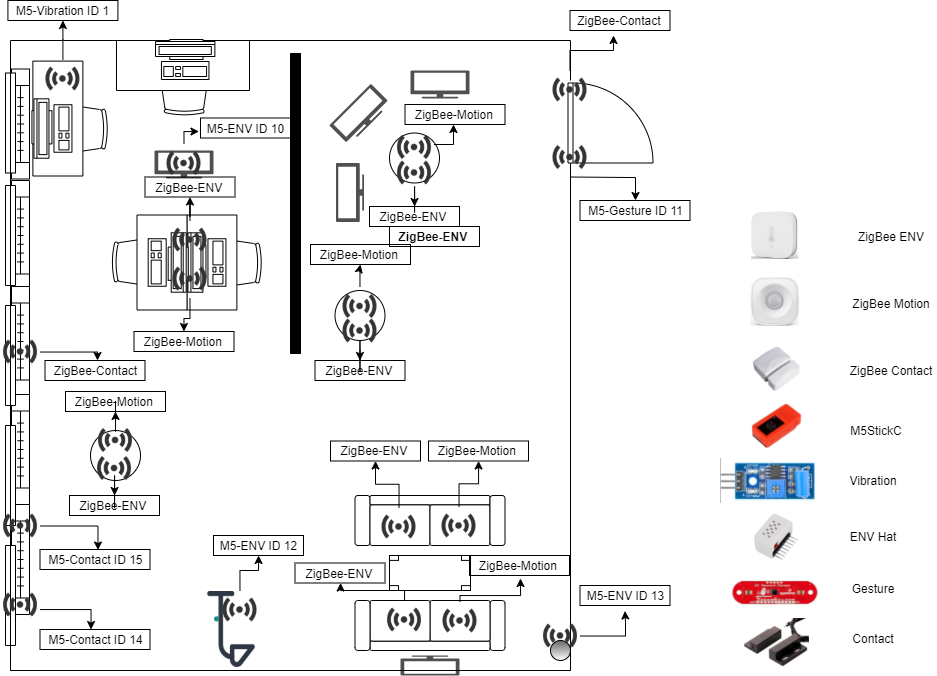 M5-Vibration ID 1
ZigBee-Contact
ZigBee-Motion
M5-ENV ID 10
ZigBee-ENV
M5-Gesture ID 11
ZigBee-ENV
ZigBee-ENV
ZigBee ENV
ZigBee-Motion
ZigBee Motion
ZigBee-Motion
ZigBee-Contact
ZigBee-ENV
ZigBee Contact
ZigBee-Motion
M5StickC
ZigBee-ENV
ZigBee-Motion
Vibration
ZigBee-ENV
ENV Hat
M5-ENV ID 12
M5-Contact ID 15
ZigBee-ENV
ZigBee-Motion
Gesture
M5-ENV ID 13
M5-Contact ID 14
Contact